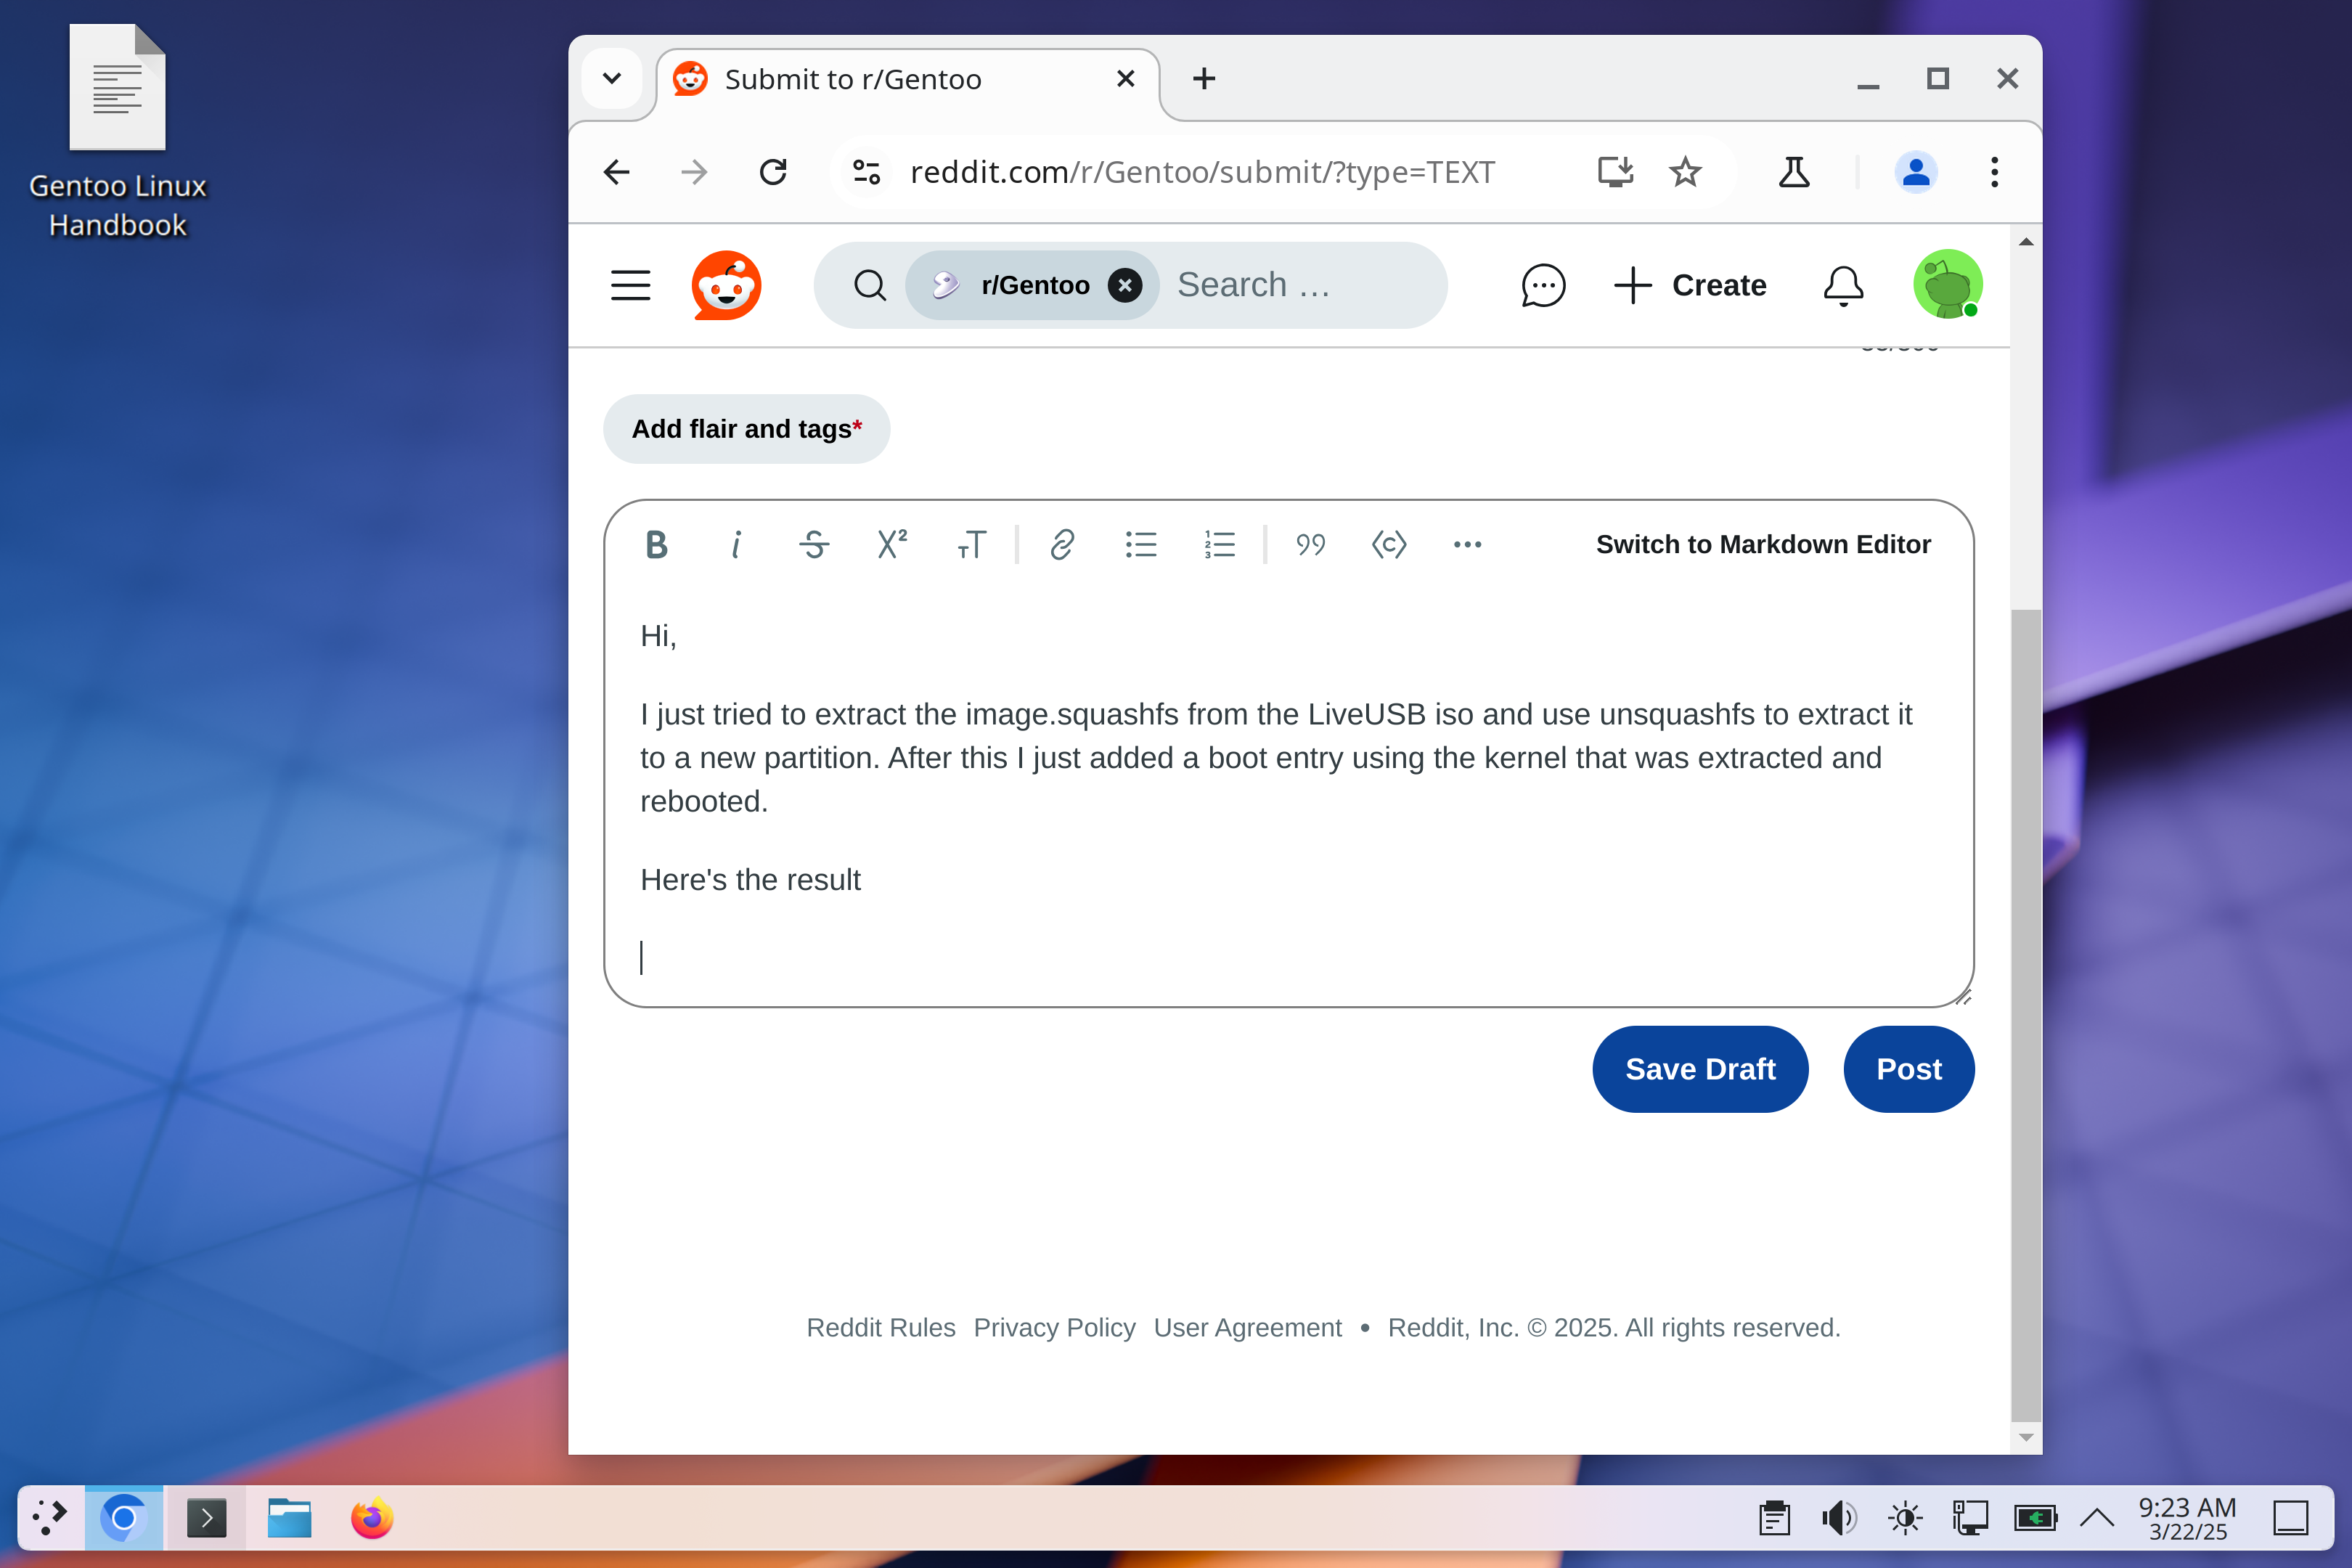 Gentoo Linux
Handbook
Submit to r/Gentoo
reddit.com/r/Gentoo/submit/?type=TEXT
r/Gentoo
Search ...
Create
Add flair and tags*
Switch to Markdown Editor
Hi,
I just tried to extract the image.squashfs from the LiveUSB iso and use unsquashfs to extract it
to a new partition. After this I just added a boot entry using the kernel that was extracted and
rebooted.
Here's the result
Save Draft
Post
Reddit Rules Privacy Policy User Agreement • Reddit, Inc. © 2025. All rights reserved.
9:23 AM
3/22/25